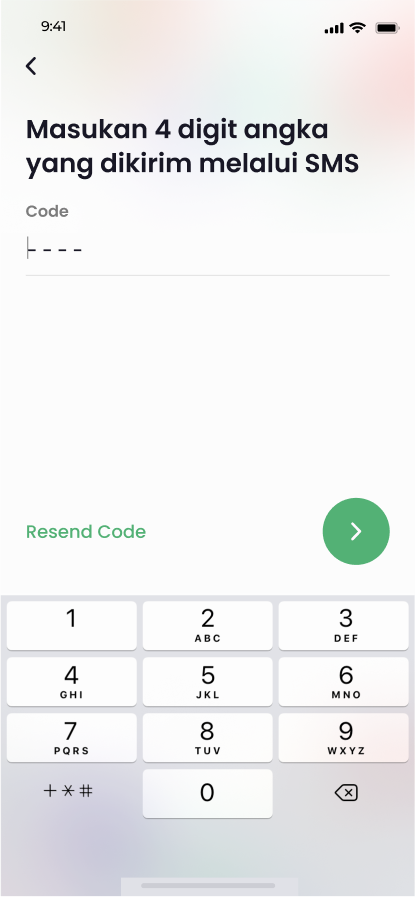 9:41
Masukan 4 digit angka
yang dikirim melalui SMS
Code
- - - -
Resend Code
1
2
ABC
3
DEF
4
GHI
5
JKL
6
MNO
7
PQRS
8
TUV
9
WXYZ
+*#
0